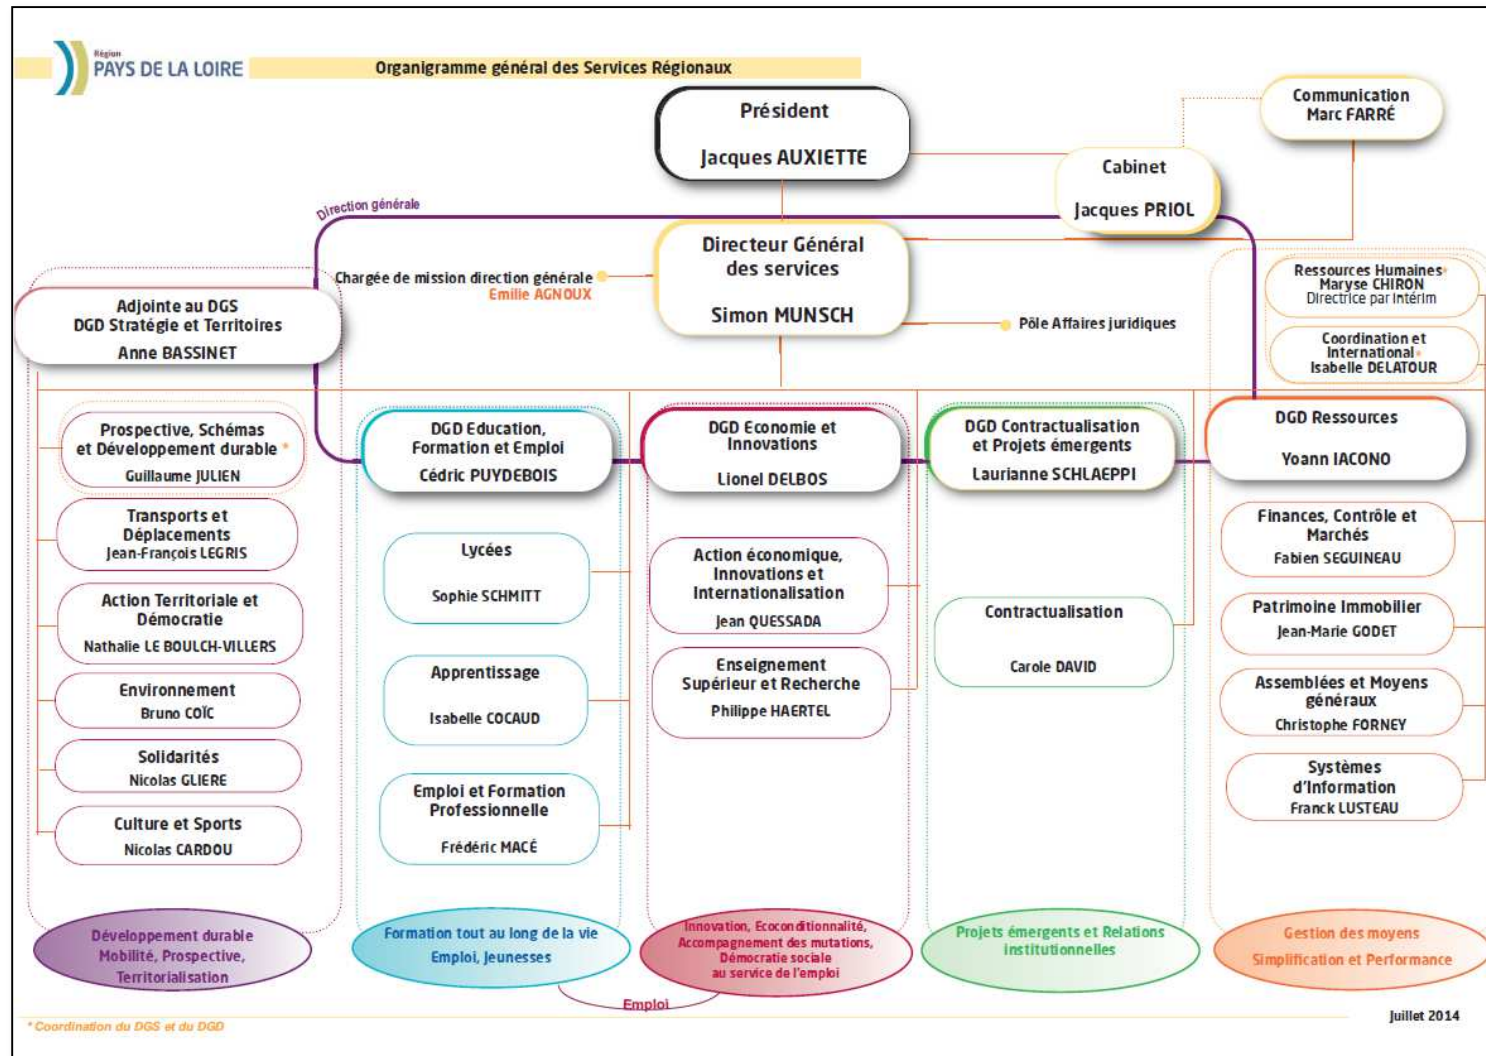 Région
PAYS DE LA LOIRE
Organigramme général des Services Régionaux
Président
Jacques AUXIETTE
Communication
Marc FARRÉ
Cabinet
Jacques PRIOL
Direction générale
Directeur Général
des services
Simon MUNSCH
Chargée de mission direction générale
Emilie AGNOUX
Pôle Affaires juridiques
Ressources Humaines*
Maryse CHIRON
Directrice par intérim
Coordination et
International*
Isabelle DELATOUR
Adjointe au DGS
DGD Stratégie et Territoires
Anne BASSINET
Prospective, Schémas
et Développement durable *
Guillaume JULIEN
Transports et
Déplacements
Jean-François LEGRIS
Action Territoriale et
Démocratie
Nathalie LE BOULCH-VILLERS
Environnement
Bruno COÏC
Solidarités
Nicolas GLIERE
Culture et Sports
Nicolas CARDOU
Développement durable
Mobilité, Prospective,
Territorialisation
DGD Education,
Formation et Emploi
Cédric PUYDEBOIS
Lycées
Sophie SCHMITT
Apprentissage
Isabelle COCAUD
Emploi et Formation
Professionnelle
Frédéric MACÉ
Formation tout au long de la vie
Emploi, Jeunesses
DGD Economie et
Innovations
Lionel DELBOS
Action économique,
Innovations et
Internationalisation
Jean QUESSADA
Enseignement
Supérieur et Recherche
Philippe HAERTEL
Innovation, Ecoconditionnalité,
Accompagnement des mutations,
Démocratie sociale
au service de l'emploi
Emploi
DGD Contractualisation
et Projets émergents
Laurianne SCHLAEPPI
Contractualisation
Carole DAVID
Projets émergents et Relations
institutionnelles
DGD Ressources
Yoann IACONO
Finances, Contrôle et
Marchés
Fabien SEGUINEAU
Patrimoine Immobilier
Jean-Marie GODET
Assemblées et Moyens
généraux
Christophe FORNEY
Systèmes
d'Information
Franck LUSTEAU
Gestion des moyens
Simplification et Performance
* Coordination du DGS et du DGD
Juillet 2014